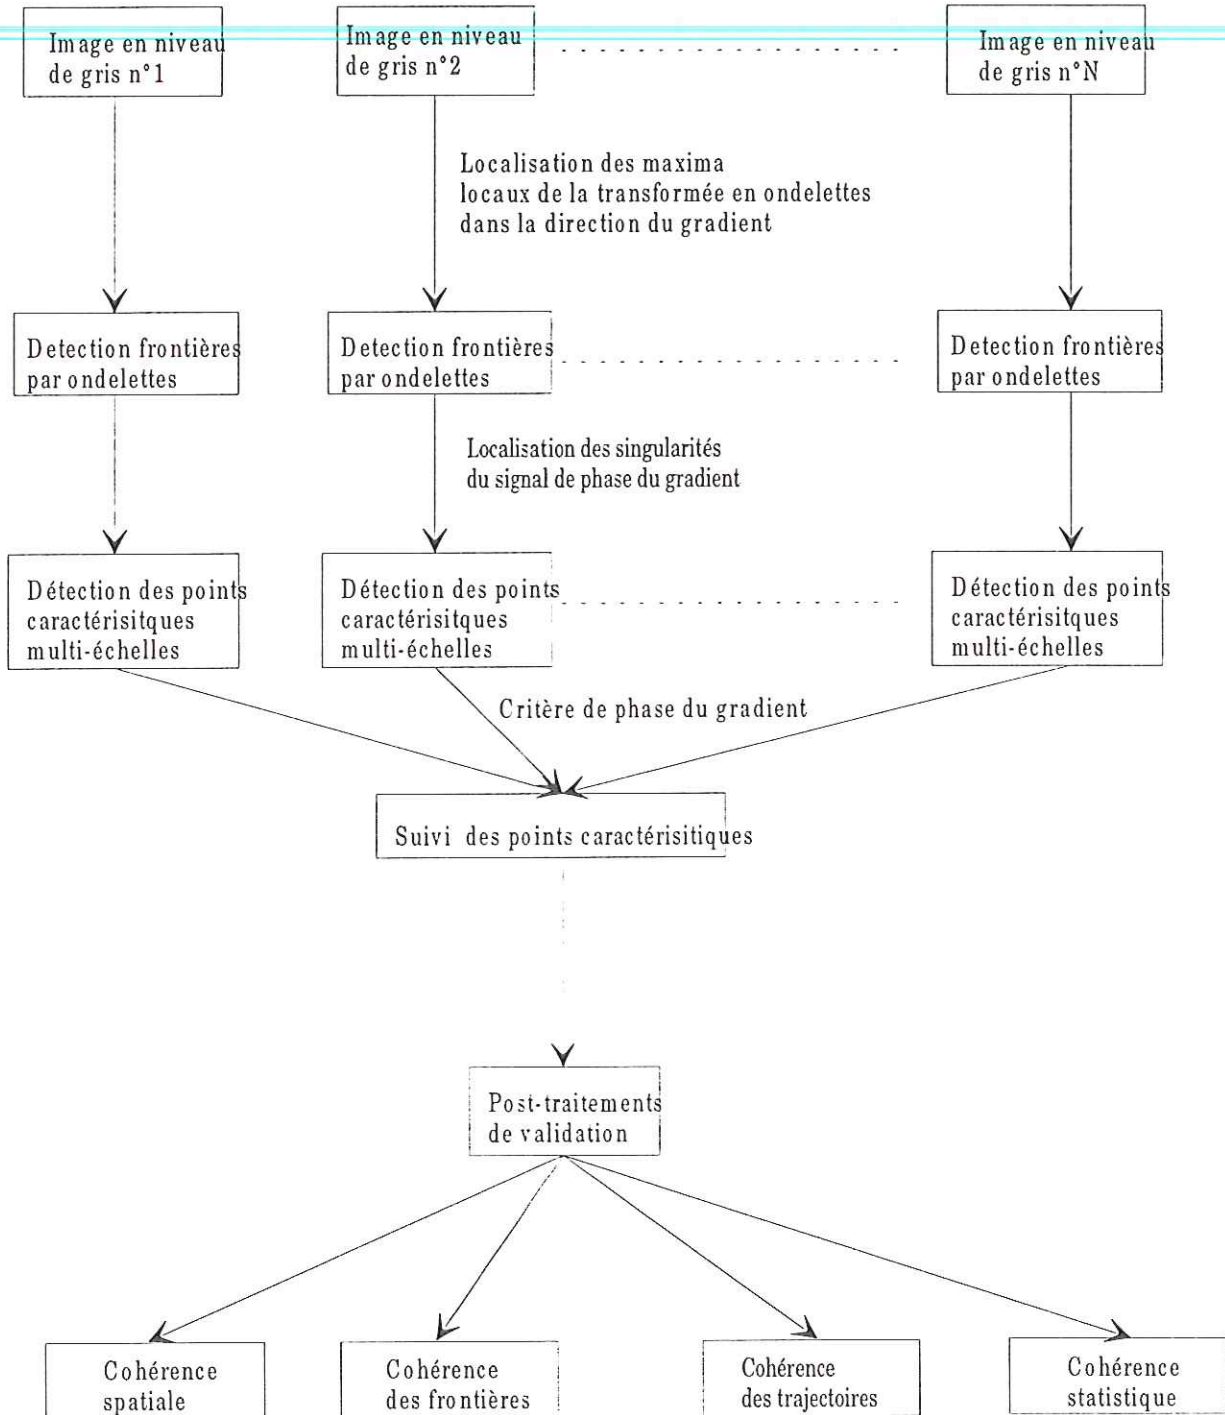 Image en niveau
de gris n°1
Image en niveau
de gris n°2
Image en niveau
de gris n°N
Localisation des maxima
locaux de la transformée en ondelettes
dans la direction du gradient
Detection frontières
par ondelettes
Detection frontières
par ondelettes
Detection frontières
par ondelettes
Localisation des singularités
du signal de phase du gradient
Détection des points
caractérisitques
multi-échelles
Détection des points
caractérisitques
multi-échelles
Détection des points
caractérisitques
multi-échelles
Critère de phase du gradient
Suivi des points caractérisitiques
Post-traitements
de validation
Cohérence
spatiale
Cohérence
des frontières
Cohérence
des trajectoires
Cohérence
statistique